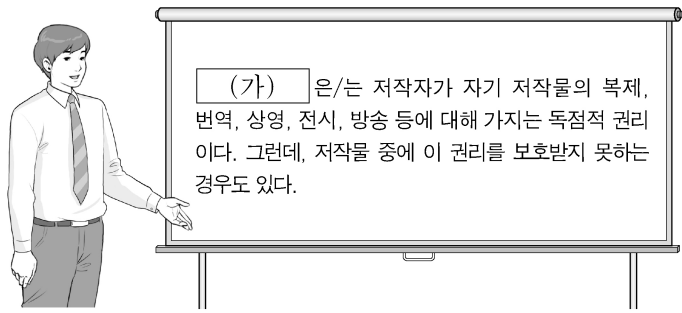 (가) 은/는 저작자가 자기 저작물의 복제,
번역, 상영, 전시, 방송 등에 대해 가지는 독점적 권리
이다. 그런데, 저작물 중에 이 권리를 보호받지 못하는
경우도 있다.